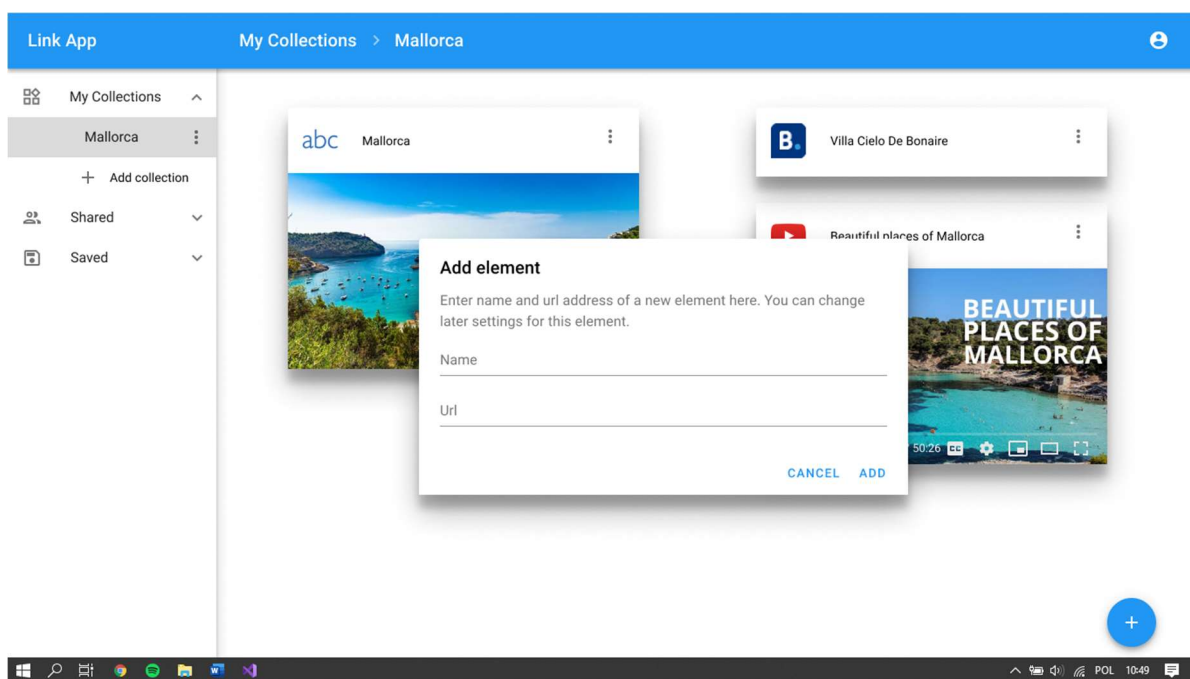 Link App
My Collections > Mallorca
My Collections
Mallorca
+ Add collection
Shared
Saved
abc Mallorca
B. Villa Cielo De Bonaire
Beautiful places of Mallorca
BEAUTIFUL
PLACES OF
MALLORCA
50:26 CC
Add element
Enter name and url address of a new element here. You can change
later settings for this element.
Name
Url
CANCEL ADD
+
W
POL 10:49